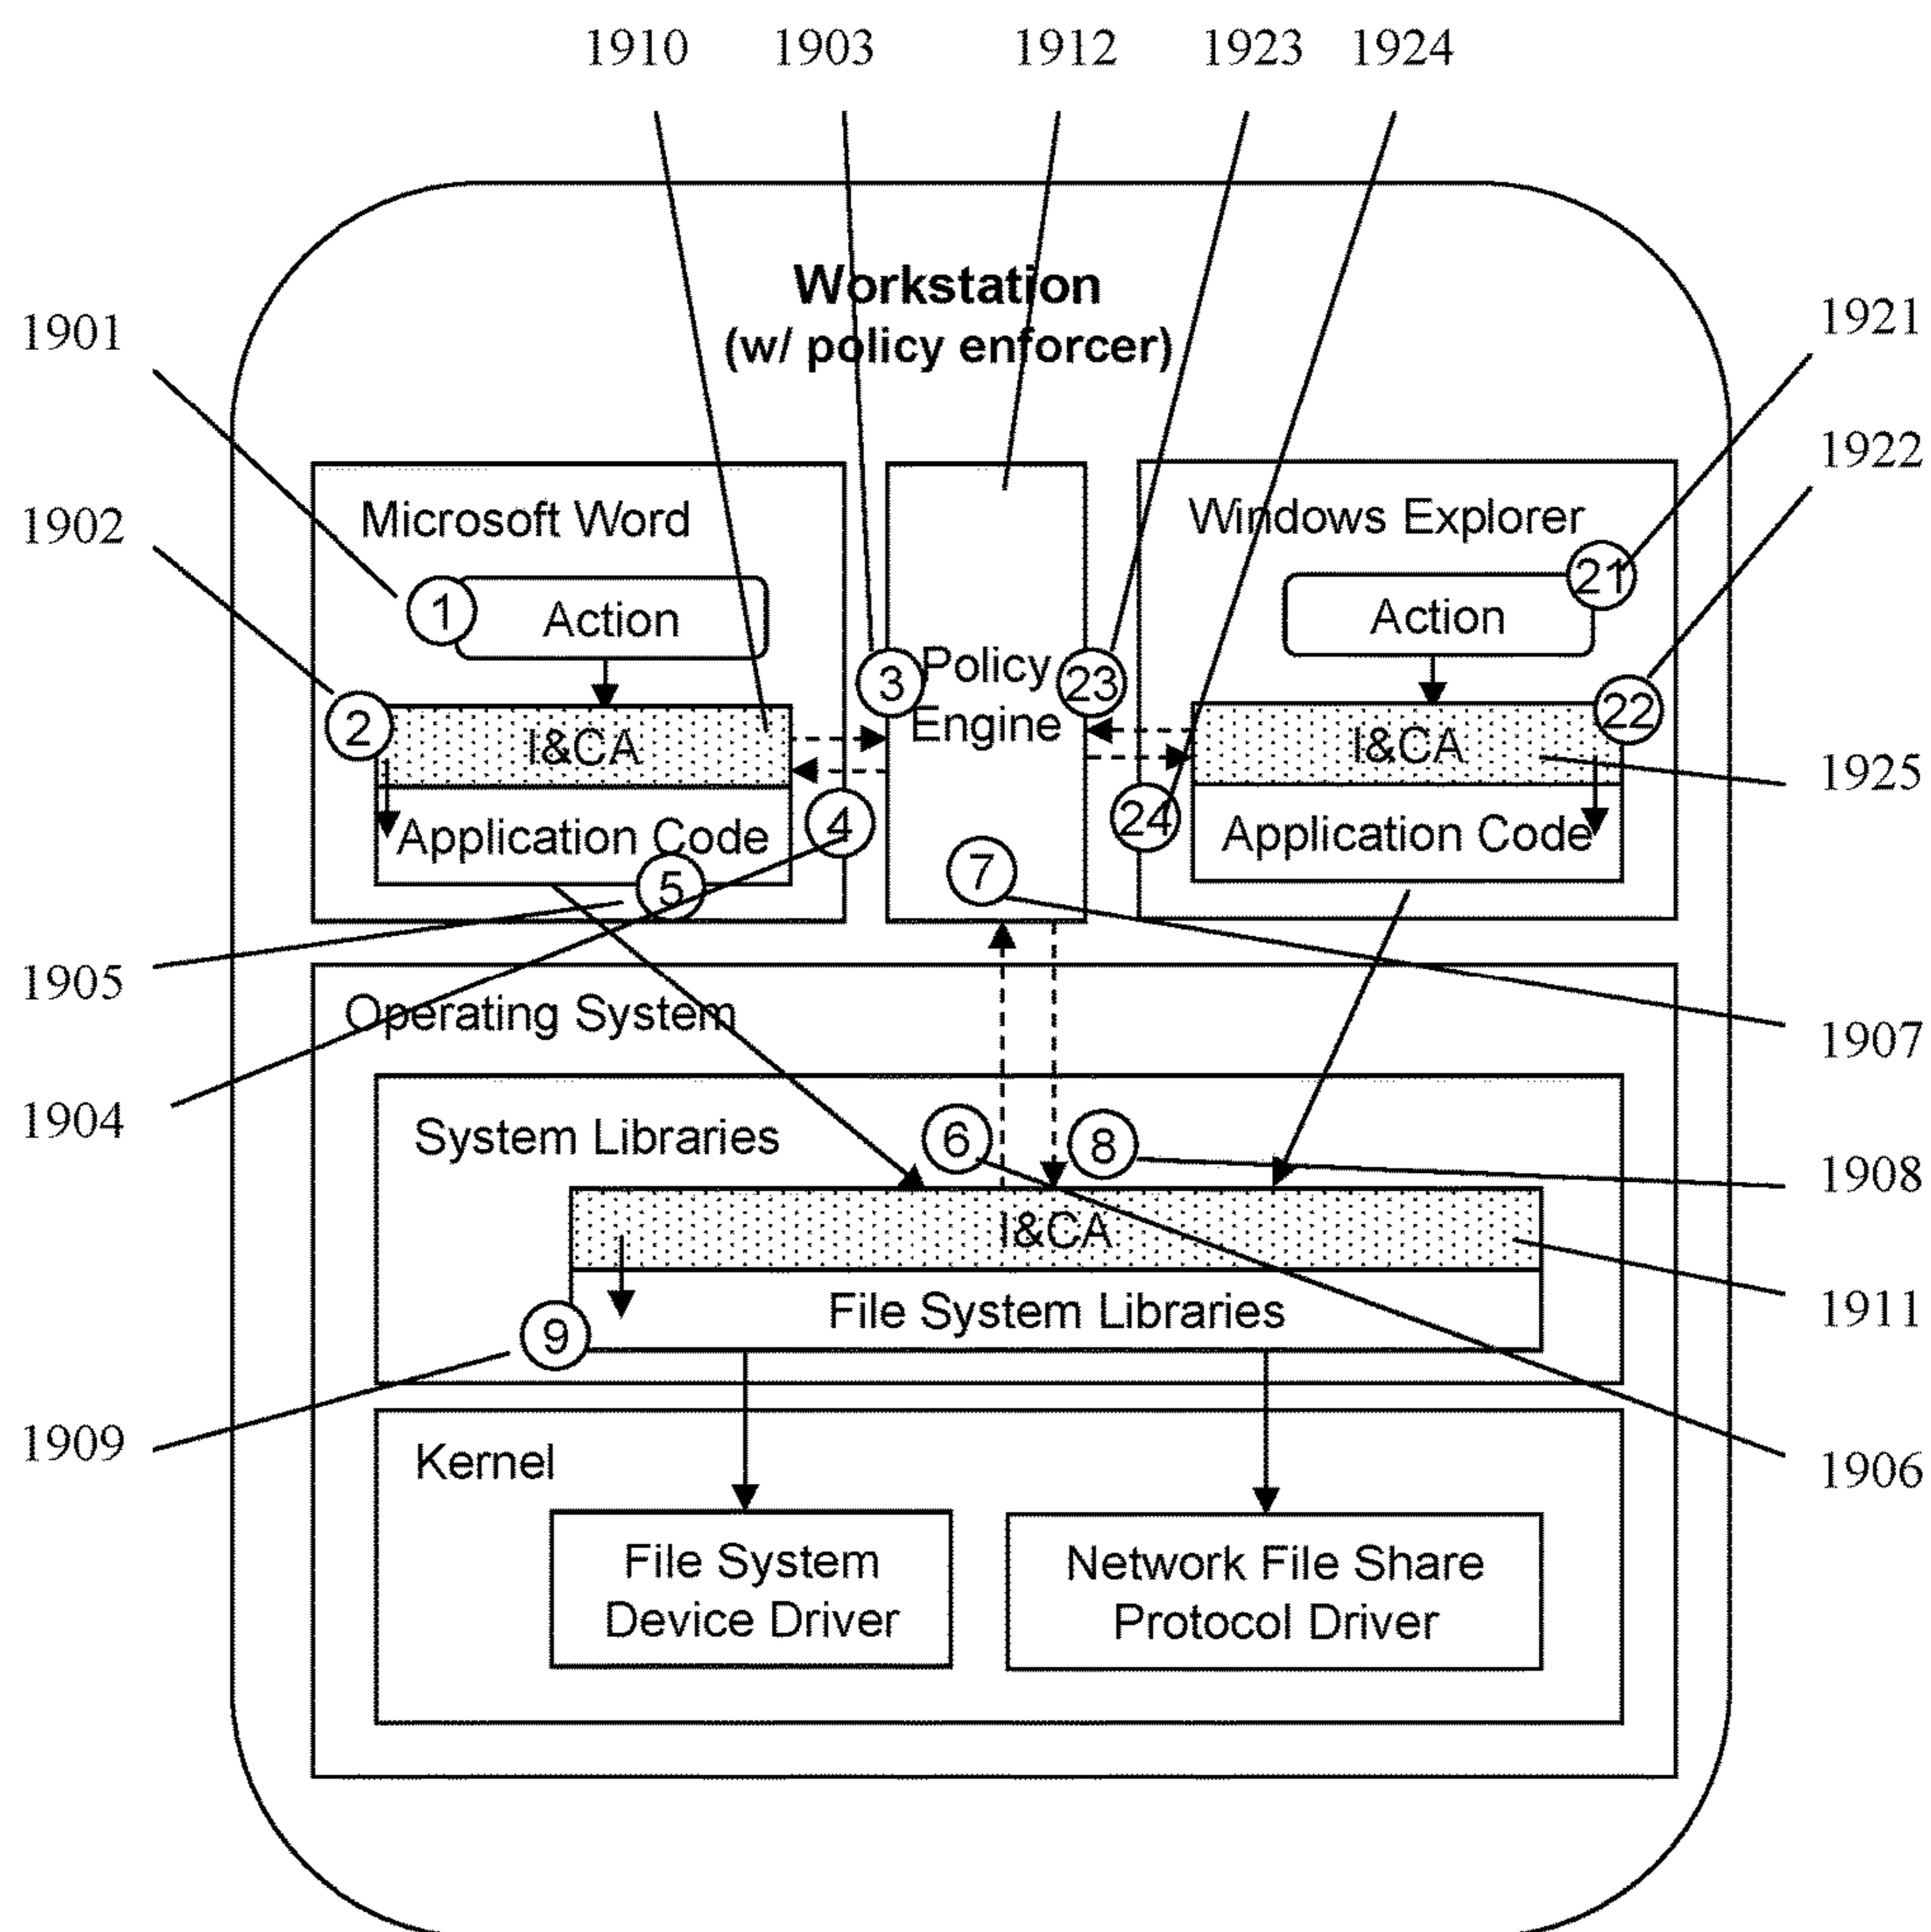 1910 1903 1912 1923 1924
Workstation
(w/ policy enforcer)
1901
1921
1902
1922
Microsoft Word
Windows Explorer
1
Action
21
Action
2
I&CA
3
Policy
Engine
23
22
I&CA
1925
Application Code
4
24
Application Code
5
7
1905
1907
Operating System
1904
System Libraries
6
8
1908
I&CA
1911
File System Libraries
9
1909
1906
Kernel
File System
Device Driver
Network File Share
Protocol Driver